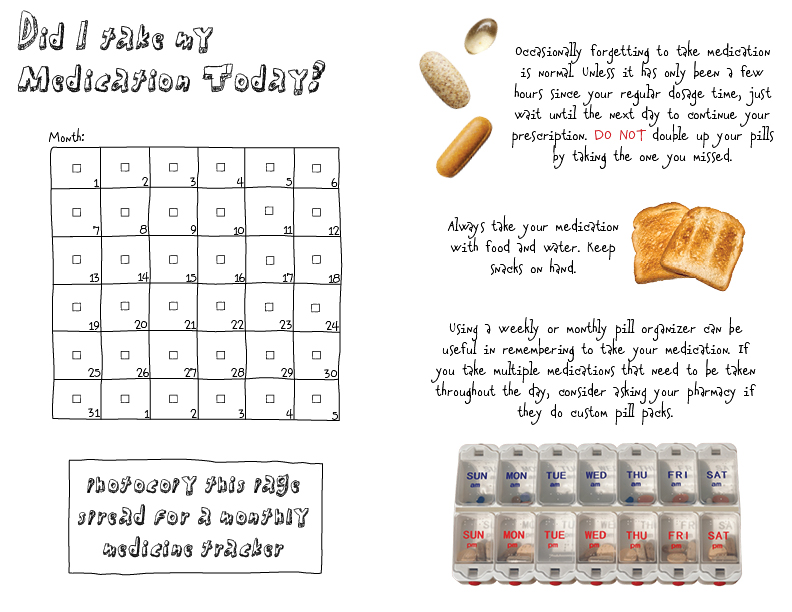 Did I take my
Medication Today?
Month:
1 2 3 4 5 6
7 8 9 10 11 12
13 14 15 16 17 18
19 20 21 22 23 24
25 26 27 28 29 30
31 1 2 3 4 5
Photocopy this page
spread for a monthly
medicine tracker
Occasionally forgetting to take medication
is normal. Unless it has only been a few
hours since your regular dosage time, just
wait until the next day to continue your
prescription. DO NOT double up your pills
by taking the one you missed.
Always take your medication
with food and water. Keep
snacks on hand.
Using a weekly or monthly pill organizer can be
useful in remembering to take your medication. If
you take multiple medications that need to be taken
throughout the day, consider asking your pharmacy if
they do custom pill packs.
SUN MON TUE WED THU FRI SAT
am am am am am am am
SUN MON TUE WED THU FRI SAT
pm pm pm pm pm pm pm